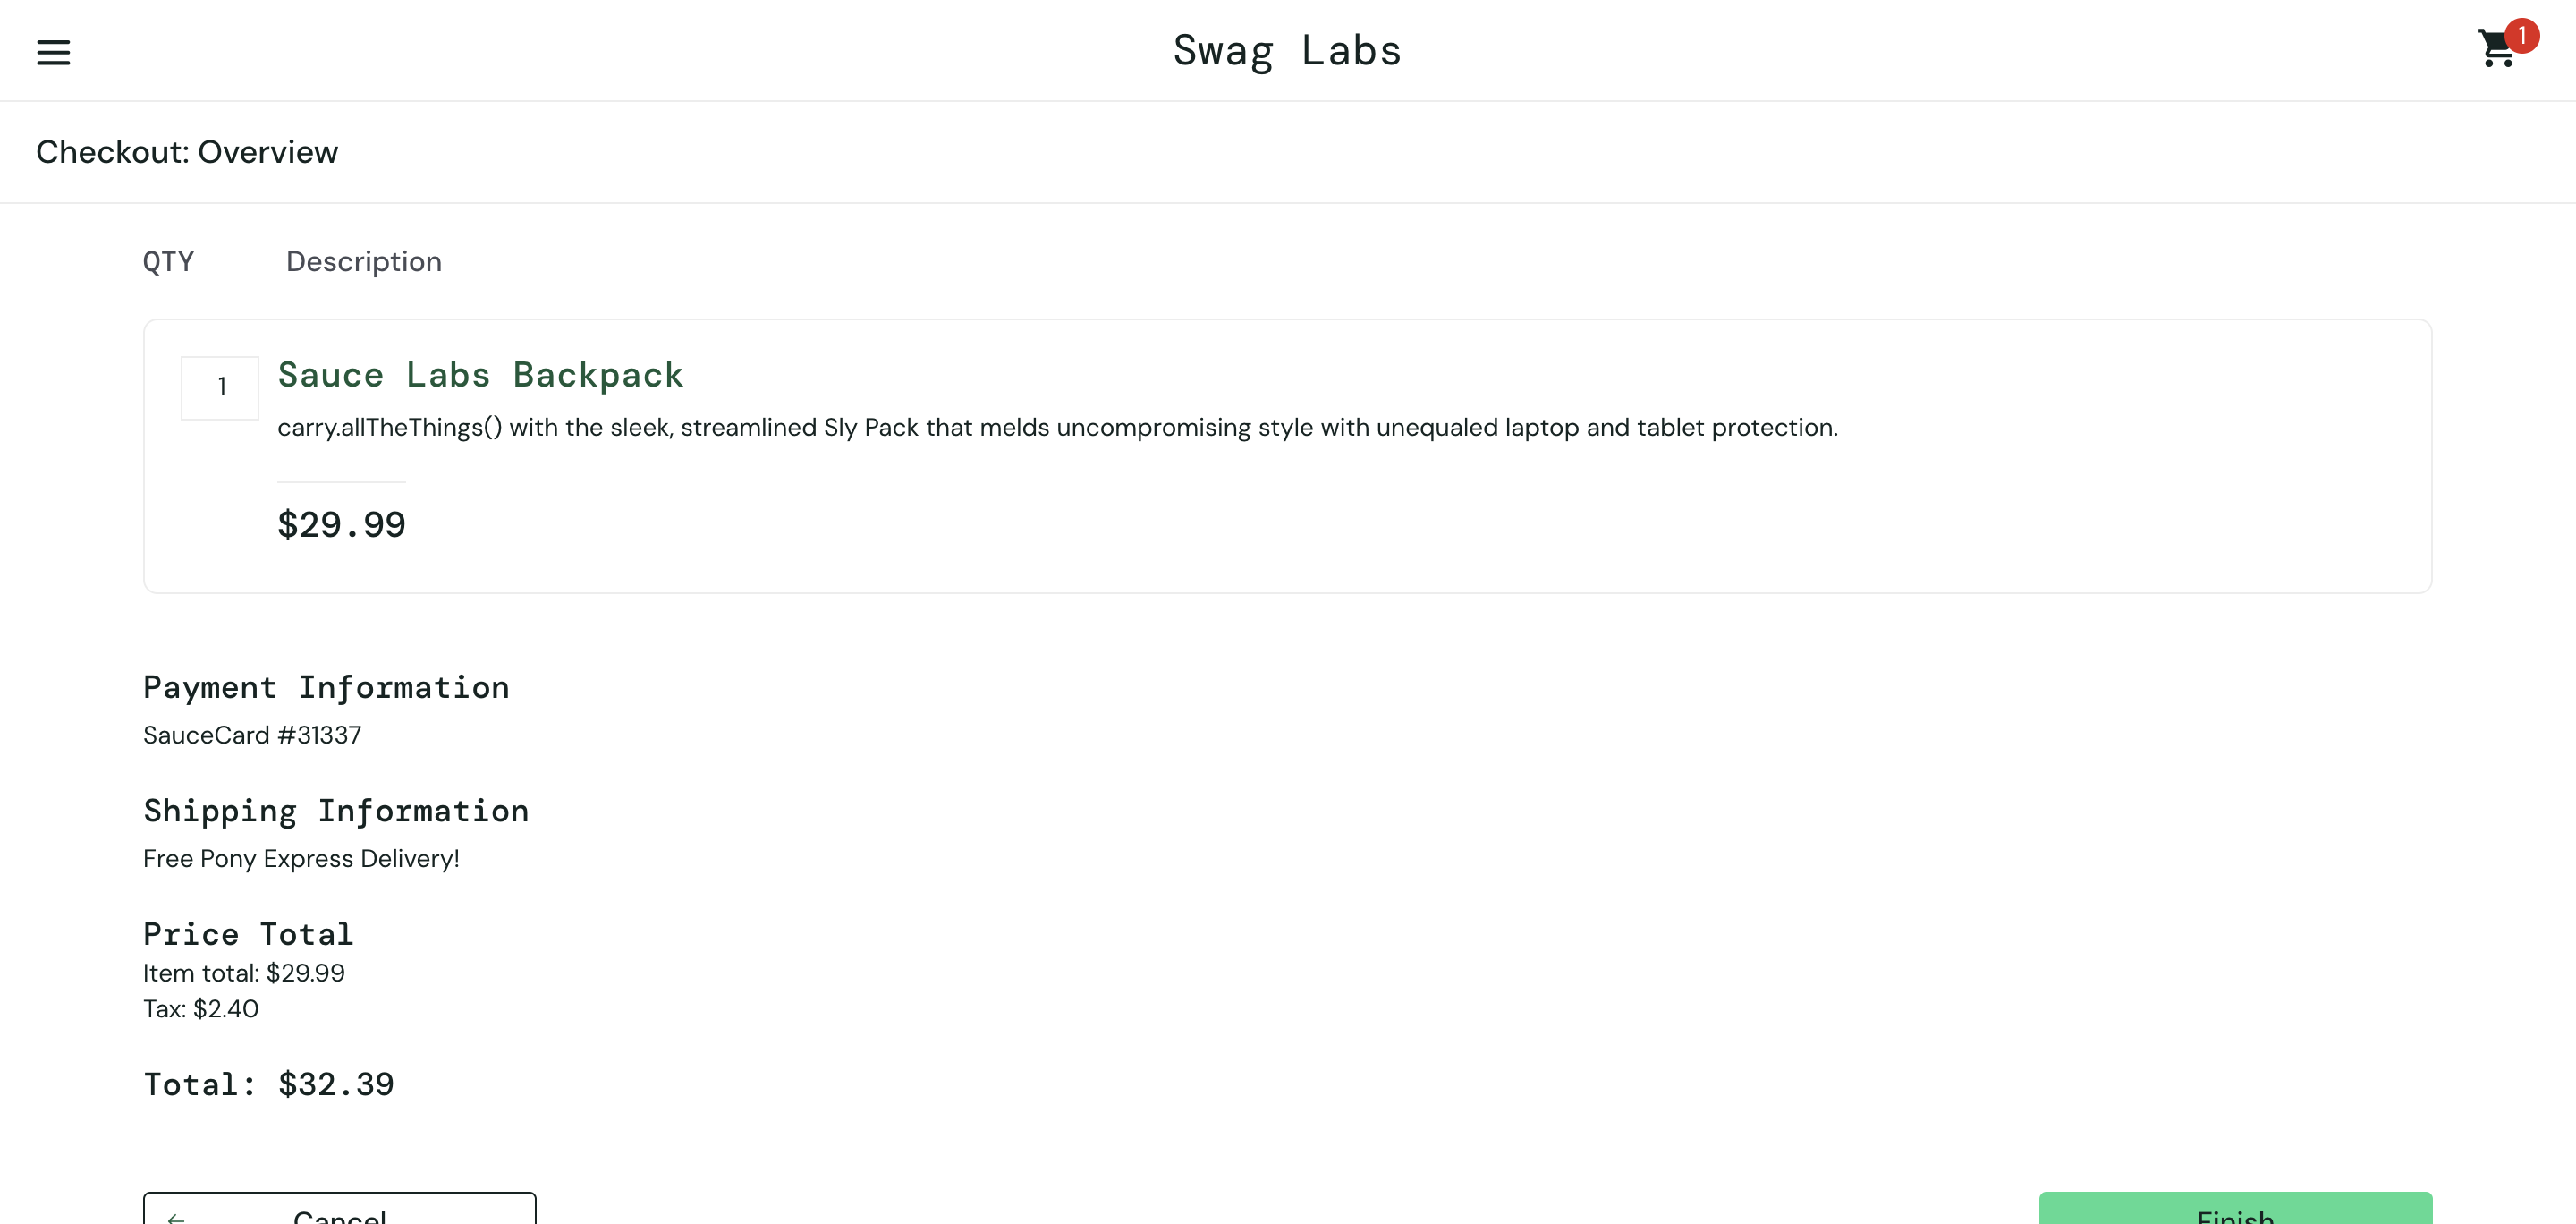 Swag Labs
1
Checkout: Overview
QTY Description
1
Sauce Labs Backpack
carry.allTheThings() with the sleek, streamlined Sly Pack that melds uncompromising style with unequaled laptop and tablet protection.
$29.99
Payment Information
SauceCard #31337
Shipping Information
Free Pony Express Delivery!
Price Total
Item total: $29.99
Tax: $2.40
Total: $32.39
Cancel
Finish